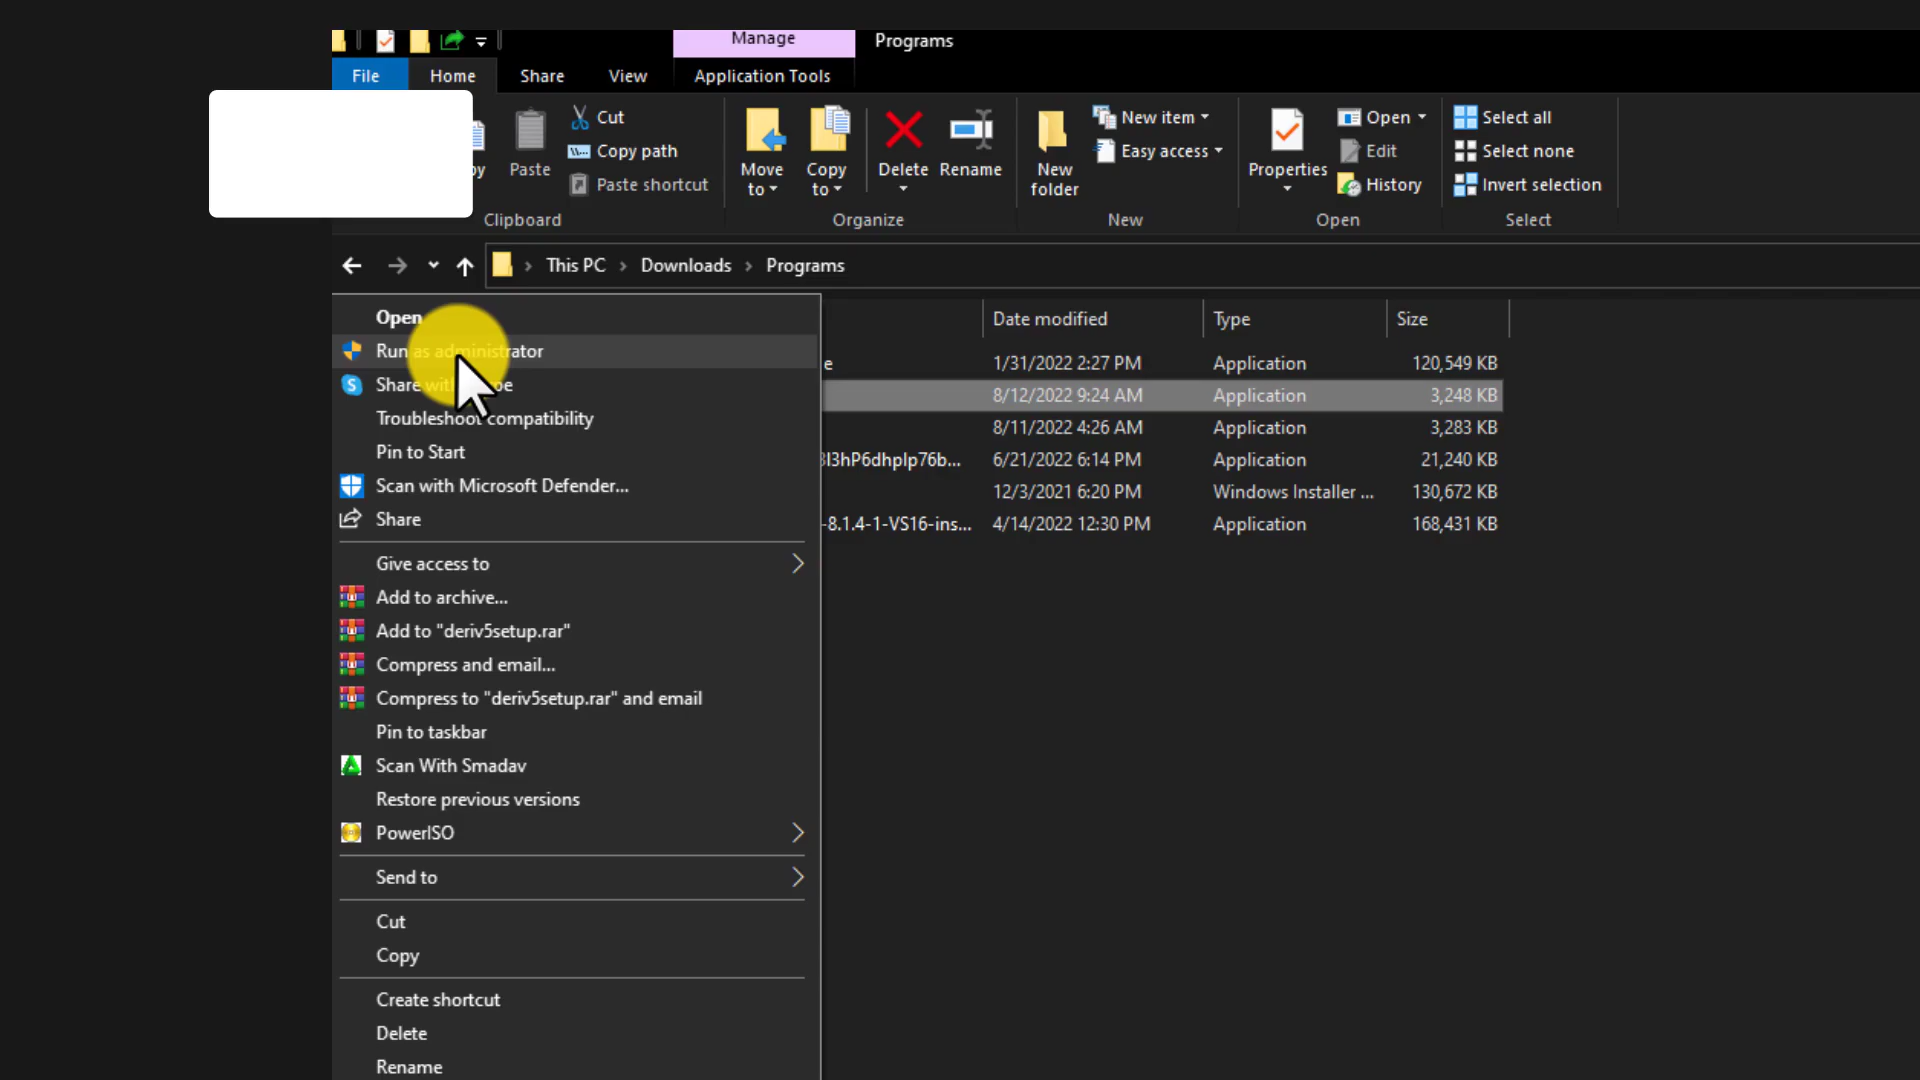 Manage
Programs
File
Home
Share
View
Application Tools
py
Paste
Cut
Copy path
Paste shortcut
Clipboard
Move to
Copy to
Delete
Rename
Organize
New folder
New item
Easy access
New
Properties
Open
Edit
History
Open
Select all
Select none
Invert selection
Select
This PC > Downloads > Programs
Date modified
Type
Size
e 1/31/2022 2:27 PM Application 120,549 KB
8/12/2022 9:24 AM Application 3,248 KB
8/11/2022 4:26 AM Application 3,283 KB
6/21/2022 6:14 PM Application 21,240 KB
12/3/2021 6:20 PM Windows Installer ... 130,672 KB
-8.1.4-1-VS16-ins... 4/14/2022 12:30 PM Application 168,431 KB
Open
Run as administrator
Share with
Troubleshoot compatibility
Pin to Start
Scan with Microsoft Defender...
Share
Give access to
Add to archive...
Add to "deriv5setup.rar"
Compress and email...
Compress to "deriv5setup.rar" and email
Pin to taskbar
Scan With Smadav
Restore previous versions
PowerISO
Send to
Cut
Copy
Create shortcut
Delete
Rename